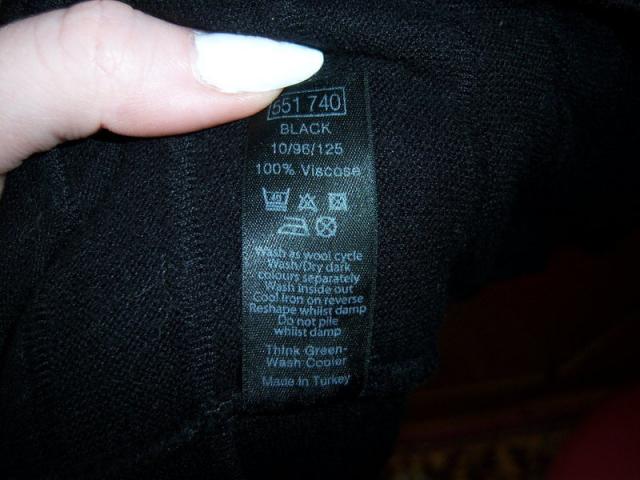 551 740
BLACK
10/96/125
100% Viscose
40
Wash as wool cycle
Wash/Dry dark
colours separately
Wash inside out
Cool iron on reverse
Reshape whilst damp
Do not pile
whilst damp
Think Green-
Wash Cooler
Made in Turkey